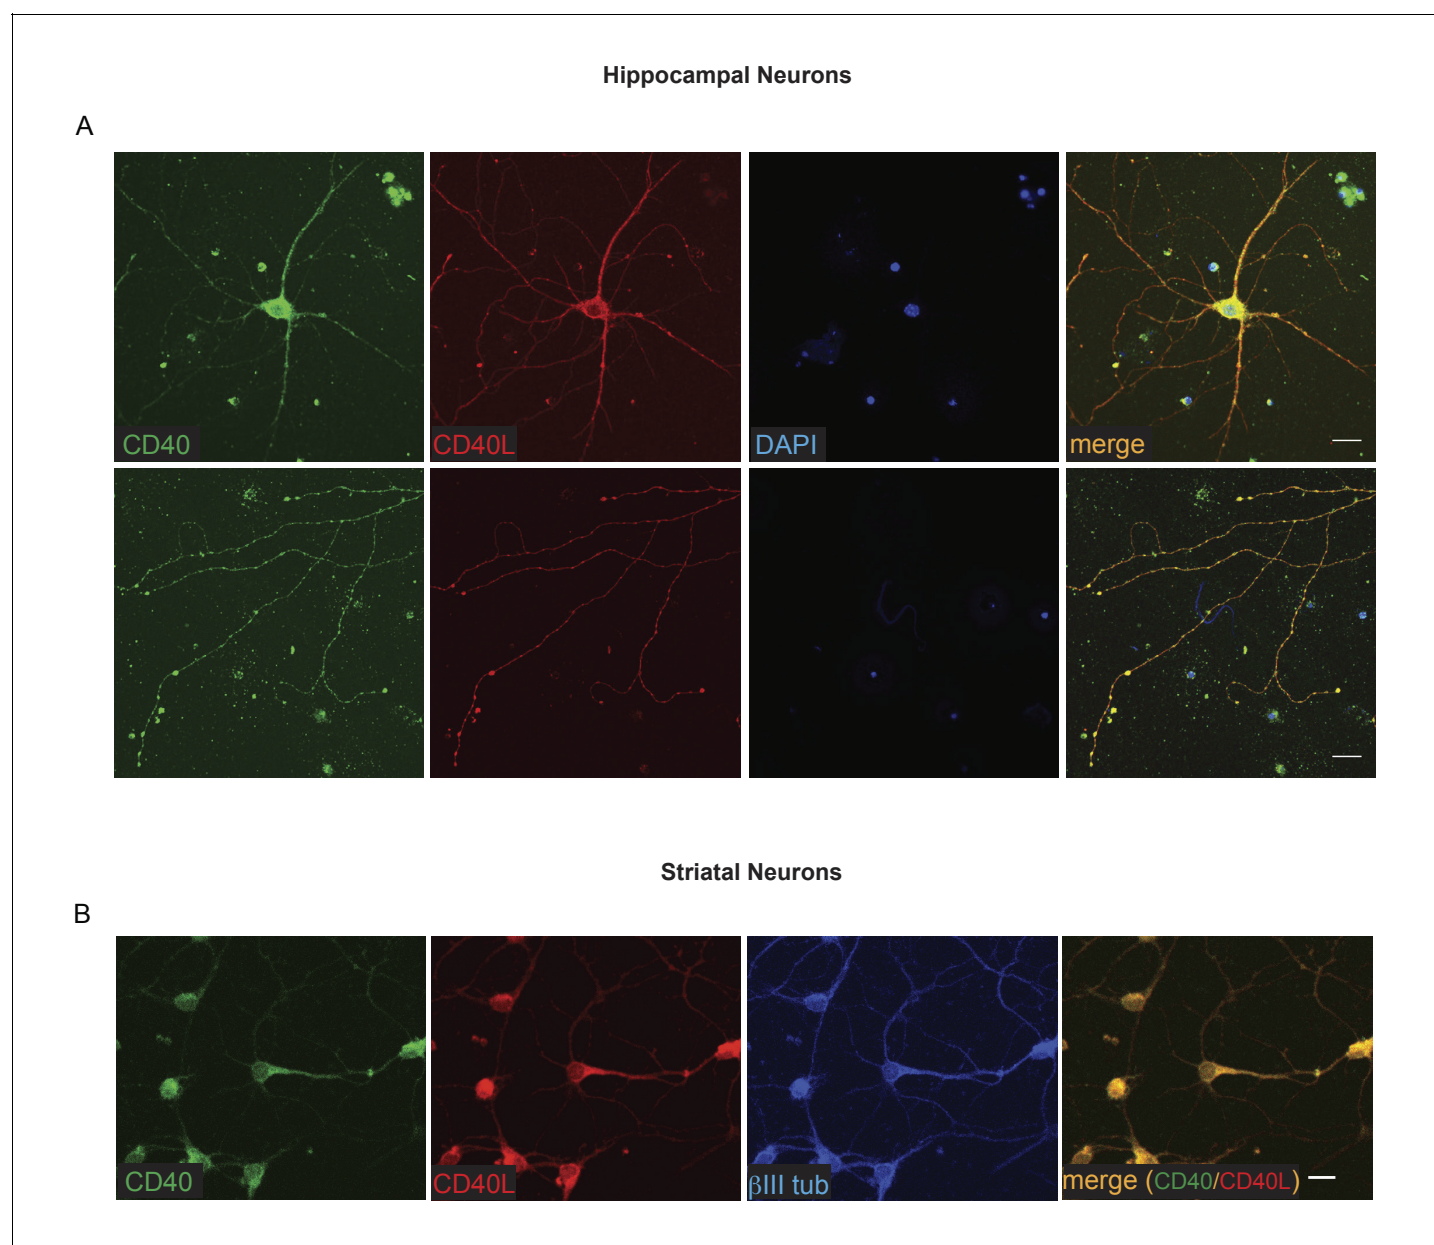 Hippocampal Neurons
A
CD40
CD40L
DAPI
merge
Striatal Neurons
B
CD40
CD40L
βIII tub
merge (CD40/CD40L)